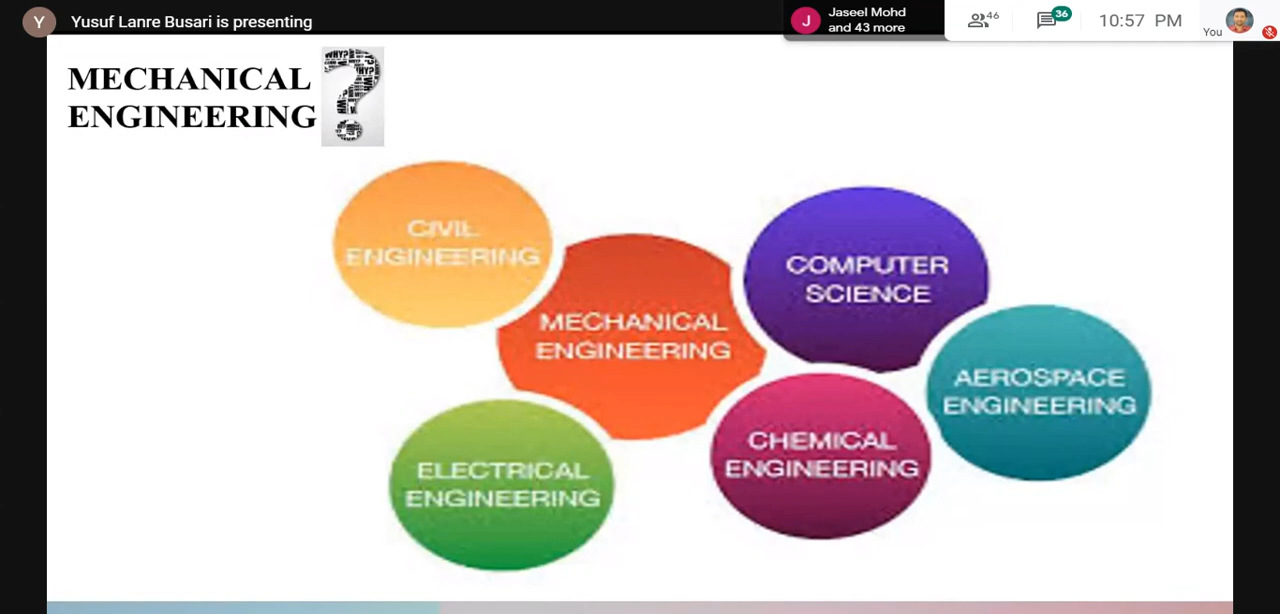 Y
Yusuf Lanre Busari is presenting
J
Jaseel Mohd
and 43 more
46
36
10:57 PM
You
MECHANICAL
ENGINEERING
WHY?
CIVIL
ENGINEERING
MECHANICAL
ENGINEERING
COMPUTER
SCIENCE
AEROSPACE
ENGINEERING
ELECTRICAL
ENGINEERING
CHEMICAL
ENGINEERING